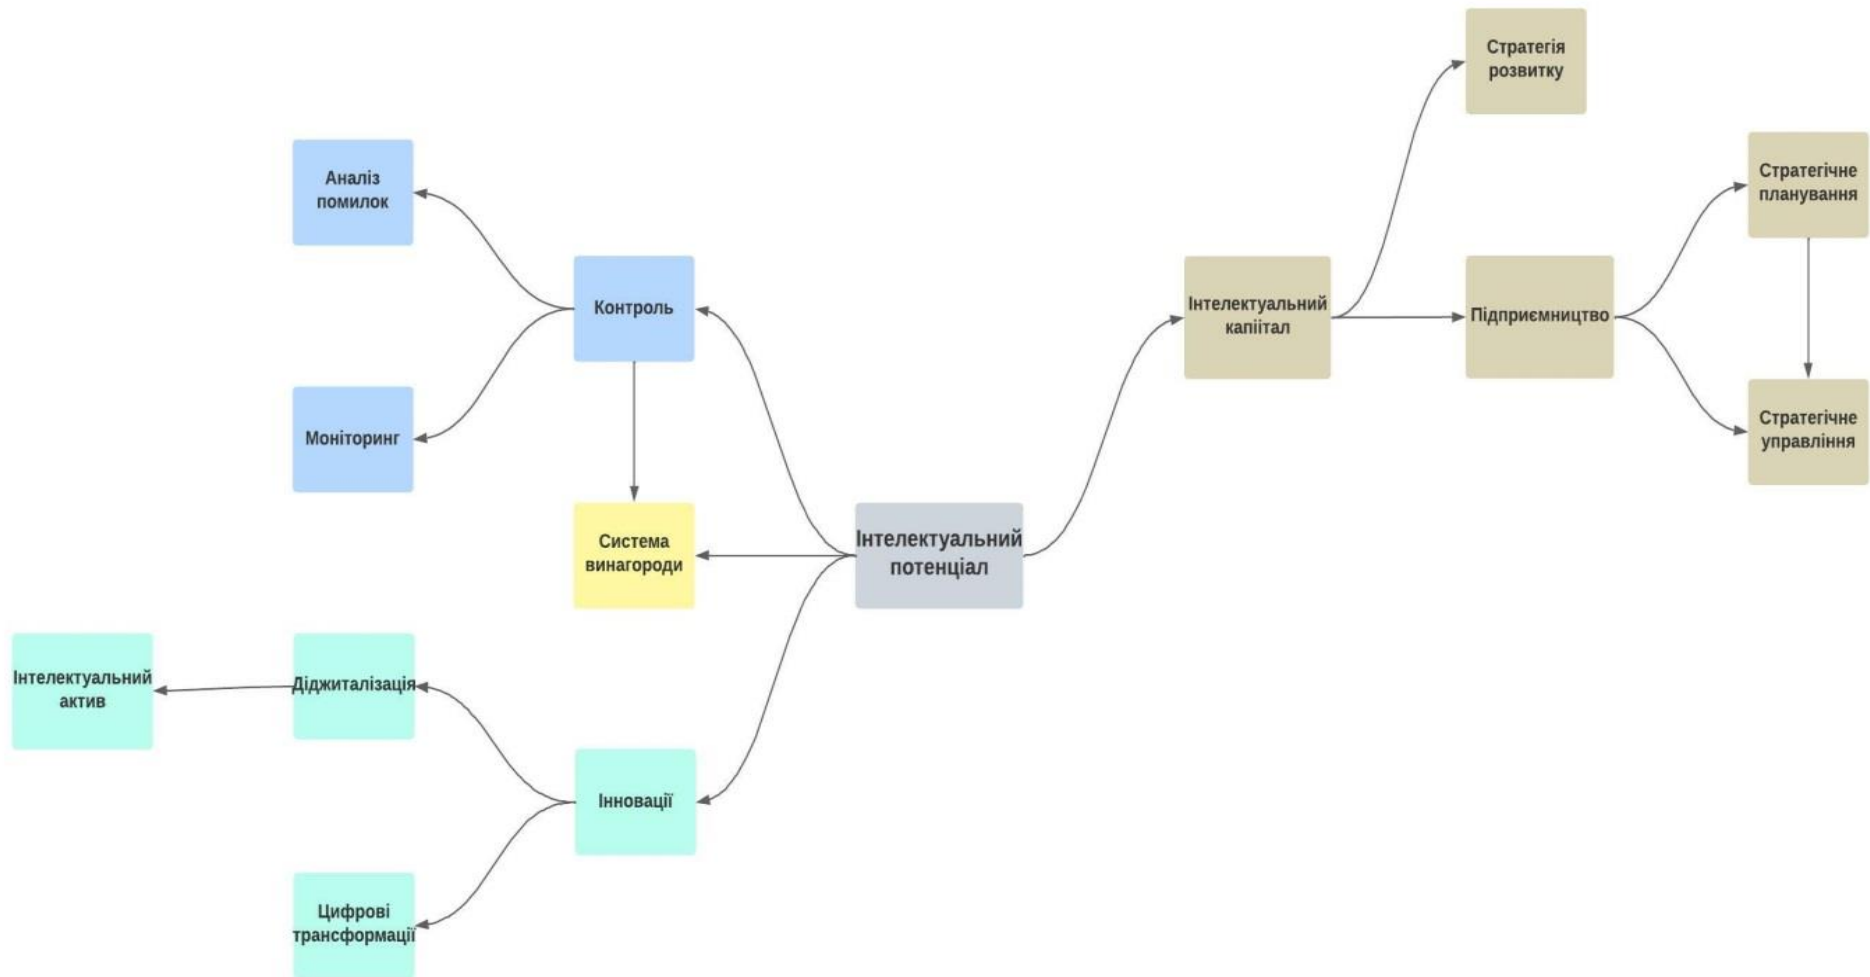 Стратегія
розвитку
Аналіз
помилок
Стратегічне
планування
Контроль
Інтелектуальний
капіітал
Підприємництво
Моніторинг
Стратегічне
управління
Система
винагороди
Інтелектуальний
потенціал
Інтелектуальний
актив
Діджиталізація
Інновації
Цифрові
трансформації